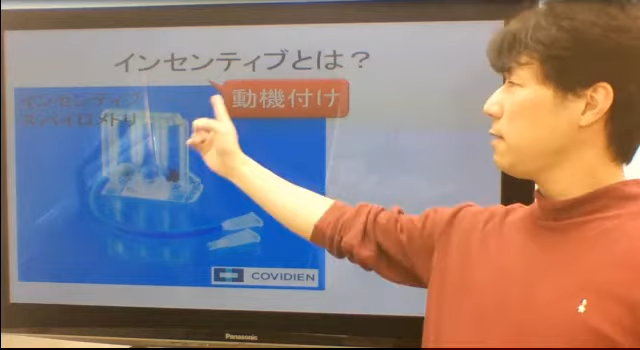 インセンティブとは？
動機付け
インセンティブ
スパイロメトリ
COVIDIEN
Panasonic